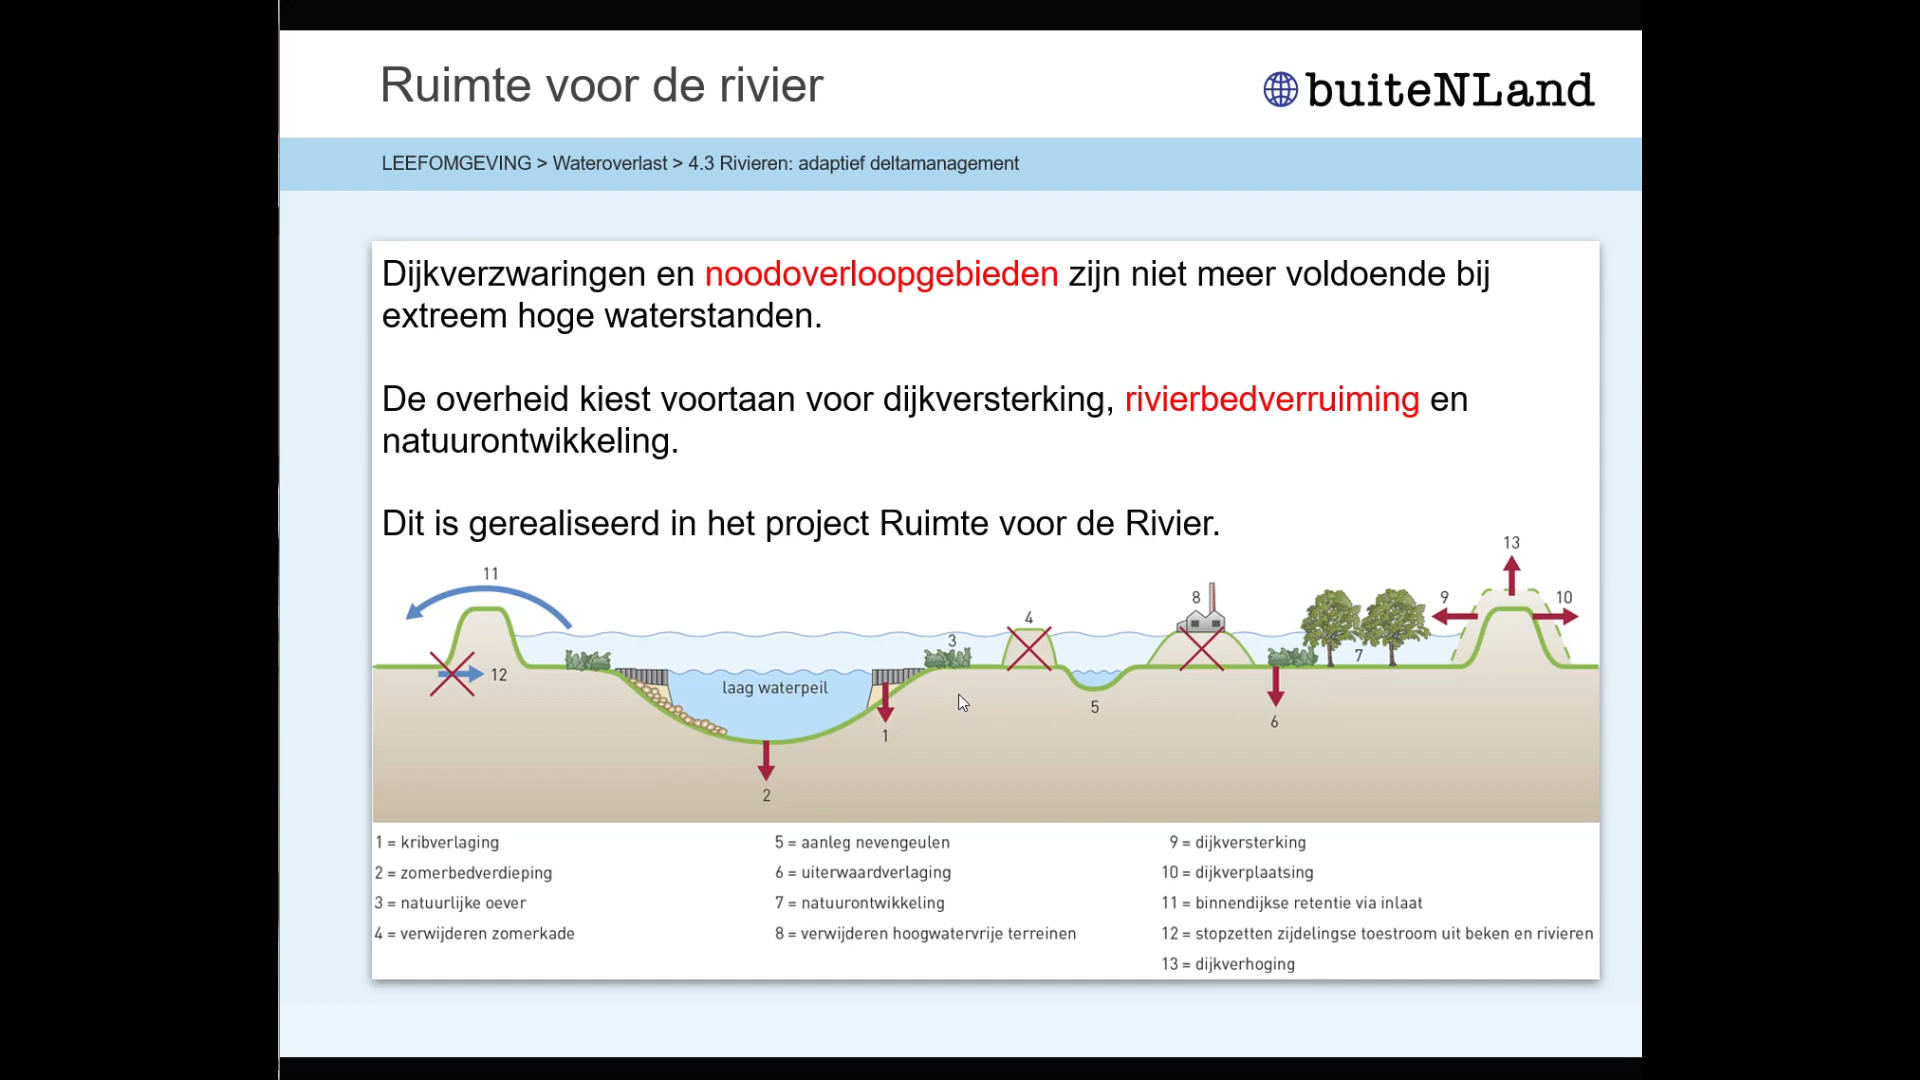 Ruimte voor de rivier
buiteNLand
LEEFOMGEVING > Wateroverlast > 4.3 Rivieren: adaptief deltamanagement
Dijkverzwaringen en noodoverloopgebieden zijn niet meer voldoende bij
extreem hoge waterstanden.
De overheid kiest voortaan voor dijkversterking, rivierbedverruiming en
natuurontwikkeling.
Dit is gerealiseerd in het project Ruimte voor de Rivier.
13
11
8
9
10
4
3
7
12
laag waterpeil
5
6
1
2
1 = kribverlaging
2 = zomerbedverdieping
3 = natuurlijke oever
4 = verwijderen zomerkade
5 = aanleg nevengeulen
6 = uiterwaardverlaging
7 = natuurontwikkeling
8 = verwijderen hoogwatervrije terreinen
9 = dijkversterking
10 = dijkverplaatsing
11 = binnendijkse retentie via inlaat
12 = stopzetten zijdelingse toestroom uit beken en rivieren
13 = dijkverhoging